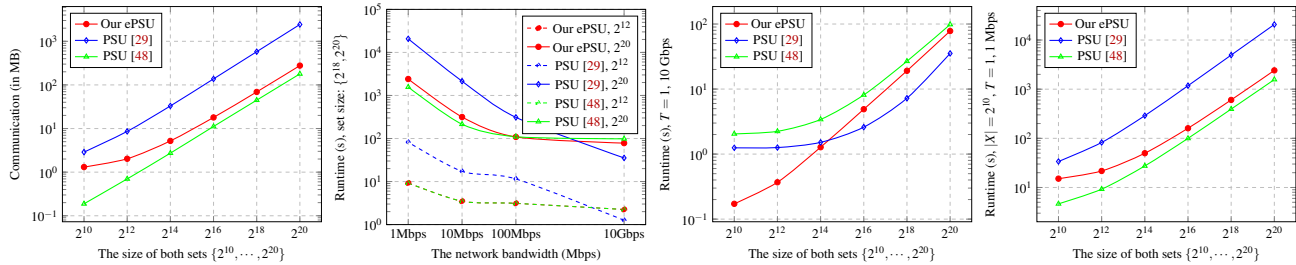 Communication (in MB)
10^3
10^2
10^1
10^0
10^{-1}
Our ePSU
PSU [29]
PSU [48]
2^{10} 2^{12} 2^{14} 2^{16} 2^{18} 2^{20}
The size of both sets {2^{10}, ⋯, 2^{20}}
Runtime (s), set size: {2^{18}, 2^{20}}
10^5
10^4
10^3
10^2
10^1
10^0
Our ePSU, 2^{12}
Our ePSU, 2^{20}
PSU [29], 2^{12}
PSU [29], 2^{20}
PSU [48], 2^{12}
PSU [48], 2^{20}
1Mbps 10Mbps 100Mbps 10Gbps
The network bandwidth (Mbps)
Runtime (s), T = 1, 10 Gbps
10^2
10^1
10^0
10^{-1}
Our ePSU
PSU [29]
PSU [48]
2^{10} 2^{12} 2^{14} 2^{16} 2^{18} 2^{20}
The size of both sets {2^{10}, ⋯, 2^{20}}
Runtime (s), |X| = 2^{10}, T = 1, 1 Mbps
10^4
10^3
10^2
10^1
Our ePSU
PSU [29]
PSU [48]
2^{10} 2^{12} 2^{14} 2^{16} 2^{18} 2^{20}
The size of both sets {2^{10}, ⋯, 2^{20}}